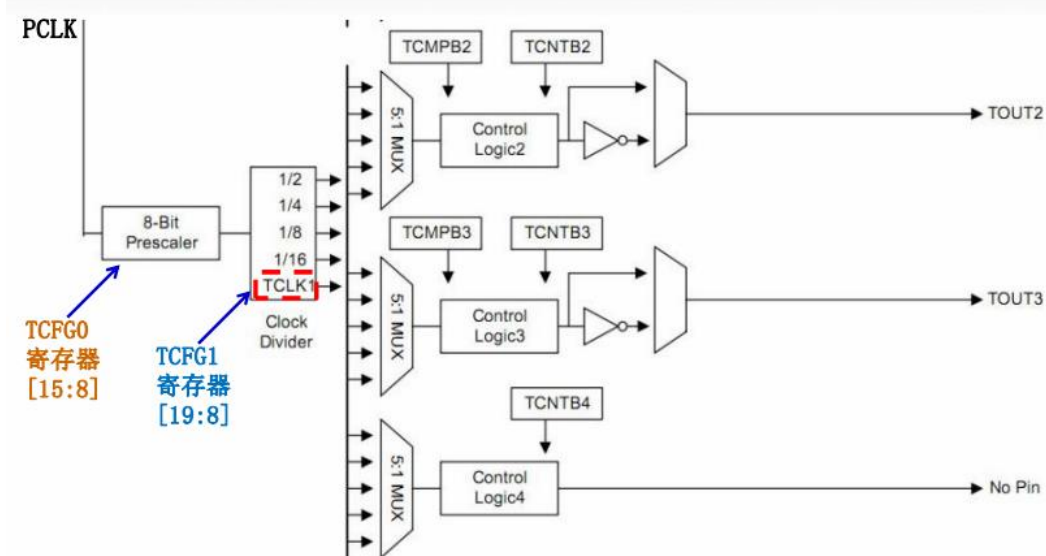 PCLK
TCMPB2
TCNTB2
5:1 MUX
Control
Logic2
TOUT2
8-Bit
Prescaler
1/2
1/4
1/8
1/16
TCLK1
Clock
Divider
TCFG0
寄存器
[15:8]
TCFG1
寄存器
[19:8]
TCMPB3
TCNTB3
5:1 MUX
Control
Logic3
TOUT3
TCNTB4
5:1 MUX
Control
Logic4
No Pin